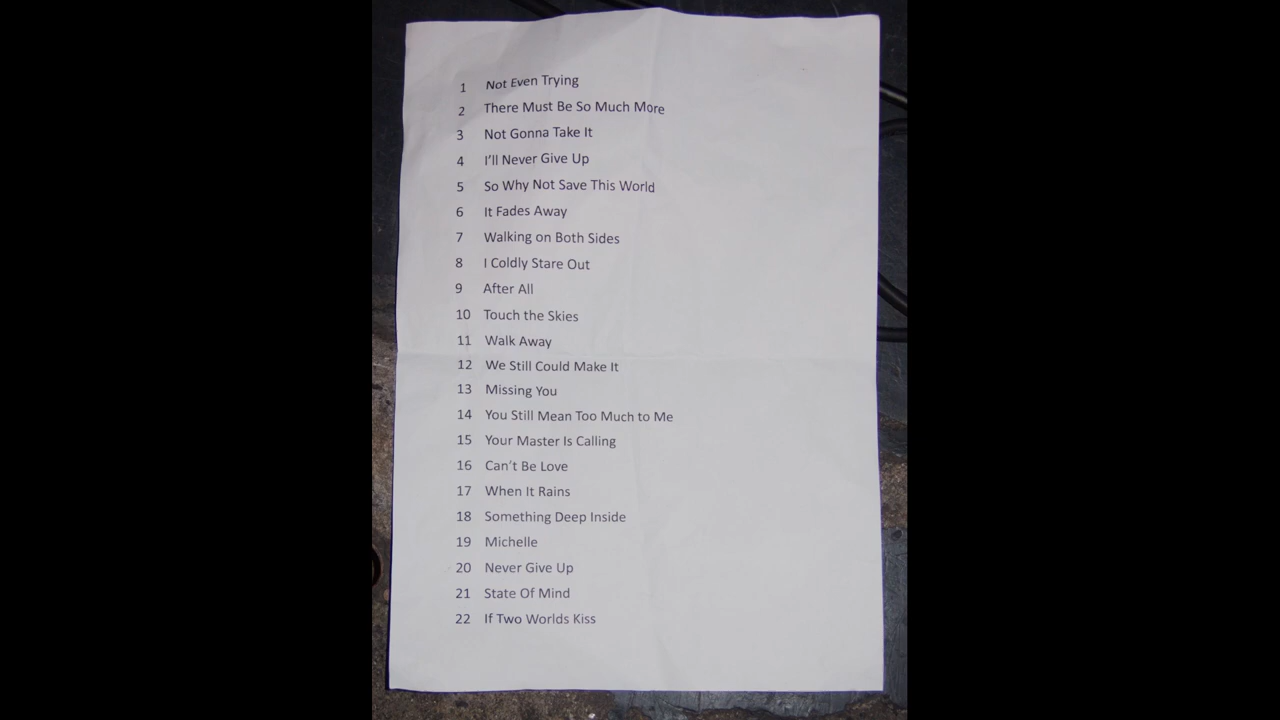 1 Not Even Trying
2 There Must Be So Much More
3 Not Gonna Take It
4 I'll Never Give Up
5 So Why Not Save This World
6 It Fades Away
7 Walking on Both Sides
8 I Coldly Stare Out
9 After All
10 Touch the Skies
11 Walk Away
12 We Still Could Make It
13 Missing You
14 You Still Mean Too Much to Me
15 Your Master Is Calling
16 Can't Be Love
17 When It Rains
18 Something Deep Inside
19 Michelle
20 Never Give Up
21 State Of Mind
22 If Two Worlds Kiss